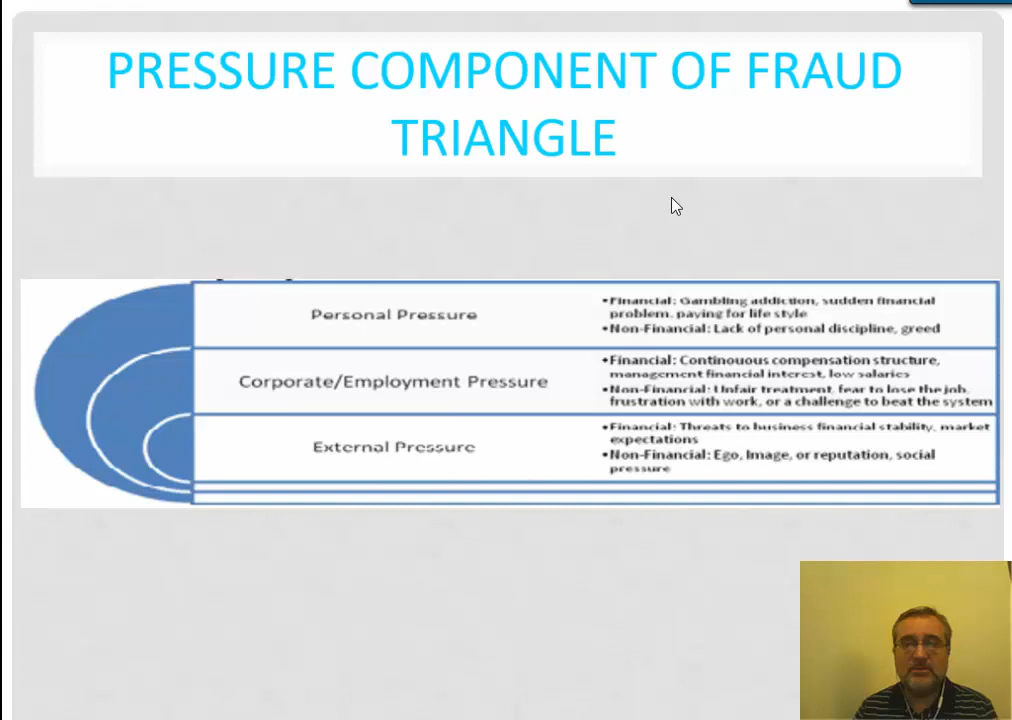 PRESSURE COMPONENT OF FRAUD
TRIANGLE
Personal Pressure
•Financial: Gambling addiction, sudden financial
problem, paying for life style
•Non-Financial: Lack of personal discipline, greed
Corporate/Employment Pressure
•Financial: Continouous compensation structure,
management financial interest, low salaries
•Non-Financial: Unfair treatment, fear to lose the job,
frustration with work, or a challenge to beat the system
External Pressure
•Financial: Threats to business financial stability, market
expectations
•Non-Financial: Ego, Image, or reputation, social
pressure